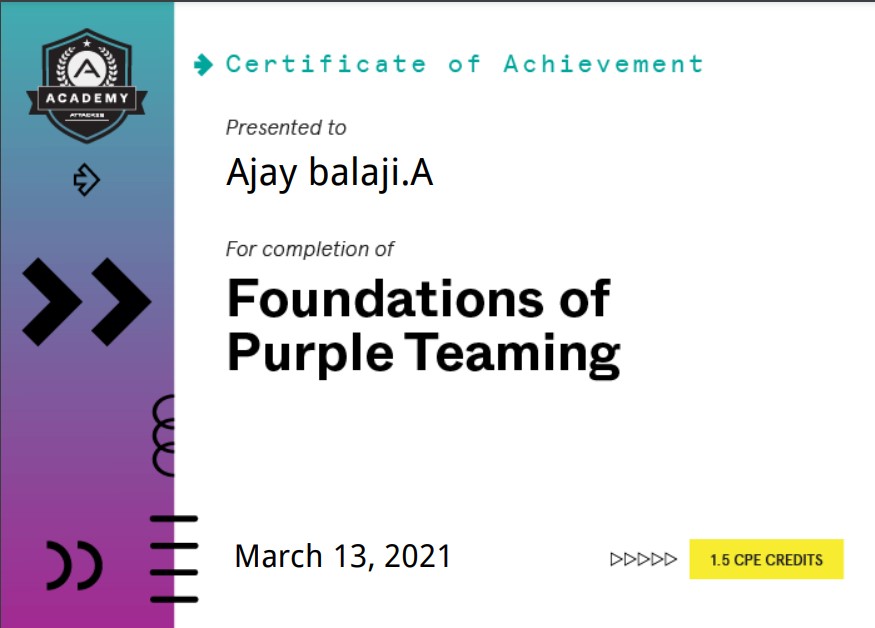 ACADEMY
ATTACKIQ
Certificate of Achievement
Presented to
Ajay balaji.A
For completion of
Foundations of
Purple Teaming
March 13, 2021
1.5 CPE CREDITS